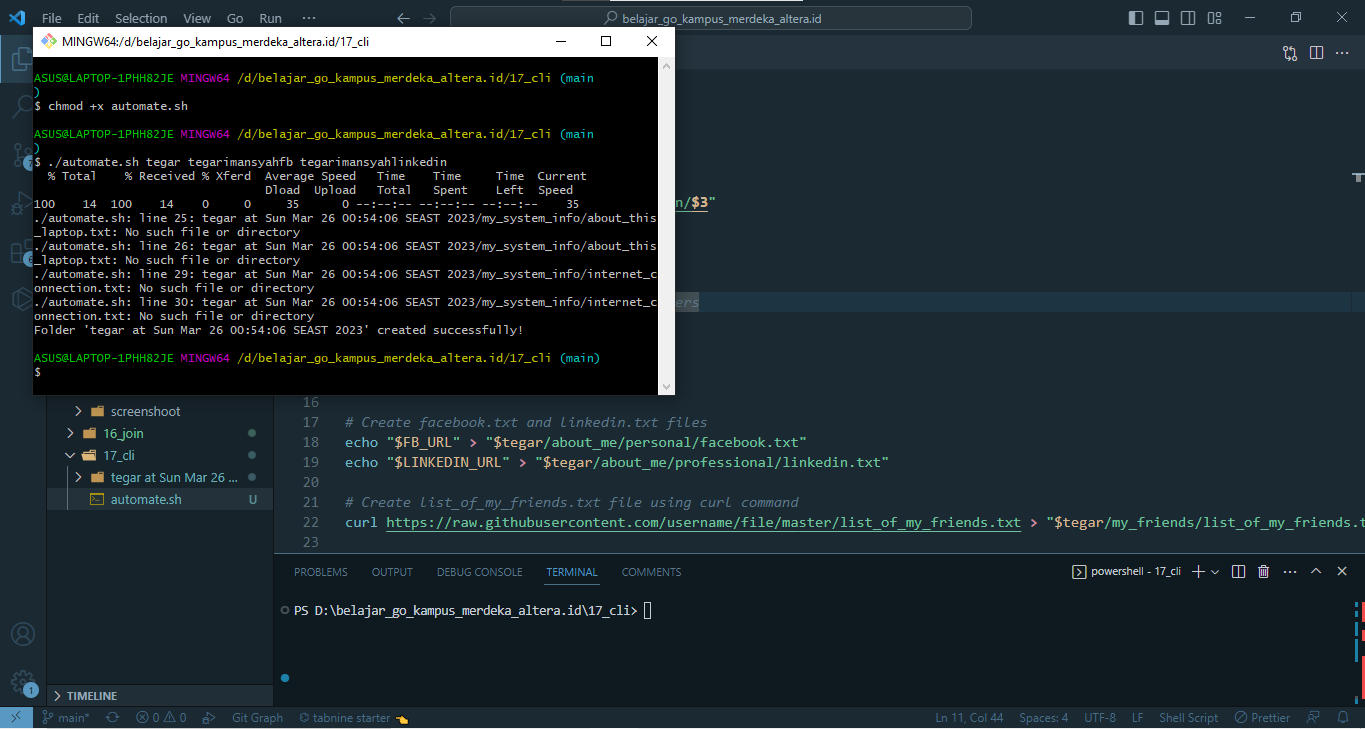 File Edit Selection View Go Run ···
belajar_go_kampus_merdeka_altera.id
MINGW64:/d/belajar_go_kampus_merdeka_altera.id/17_cli
ASUS@LAPTOP-1PHH82JE MINGW64 /d/belajar_go_kampus_merdeka_altera.id/17_cli (main
)
$ chmod +x automate.sh
ASUS@LAPTOP-1PHH82JE MINGW64 /d/belajar_go_kampus_merdeka_altera.id/17_cli (main
)
$ ./automate.sh tegar tegarimansyahfb tegarimansyahlinkedin
% Total % Received % Xferd Average Speed Time Time Time Current
Dload Upload Total Spent Left Speed
100 14 100 14 0 0 35 0 --:--:-- --:--:-- --:--:-- 35
./automate.sh: line 25: tegar at Sun Mar 26 00:54:06 SEAST 2023/my_system_info/about_this
_laptop.txt: No such file or directory
./automate.sh: line 26: tegar at Sun Mar 26 00:54:06 SEAST 2023/my_system_info/about_this
_laptop.txt: No such file or directory
./automate.sh: line 29: tegar at Sun Mar 26 00:54:06 SEAST 2023/my_system_info/internet_c
onnection.txt: No such file or directory
./automate.sh: line 30: tegar at Sun Mar 26 00:54:06 SEAST 2023/my_system_info/internet_c
onnection.txt: No such file or directory
Folder 'tegar at Sun Mar 26 00:54:06 SEAST 2023' created successfully!
ASUS@LAPTOP-1PHH82JE MINGW64 /d/belajar_go_kampus_merdeka_altera.id/17_cli (main)
$
n/$3"
ers
screenshoot
16_join
17_cli
tegar at Sun Mar 26 ...
automate.sh U
TIMELINE
16
17 # Create facebook.txt and linkedin.txt files
18 echo "$FB_URL" > "$tegar/about_me/personal/facebook.txt"
19 echo "$LINKEDIN_URL" > "$tegar/about_me/professional/linkedin.txt"
20
21 # Create list_of_my_friends.txt file using curl command
22 curl https://raw.githubusercontent.com/username/file/master/list_of_my_friends.txt > "$tegar/my_friends/list_of_my_friends.t
23
PROBLEMS OUTPUT DEBUG CONSOLE TERMINAL COMMENTS
powershell - 17_cli
PS D:\belajar_go_kampus_merdeka_altera.id\17_cli>
1
main* 0 0 Git Graph tabnine starter
Ln 11, Col 44 Spaces: 4 UTF-8 LF Shell Script Prettier